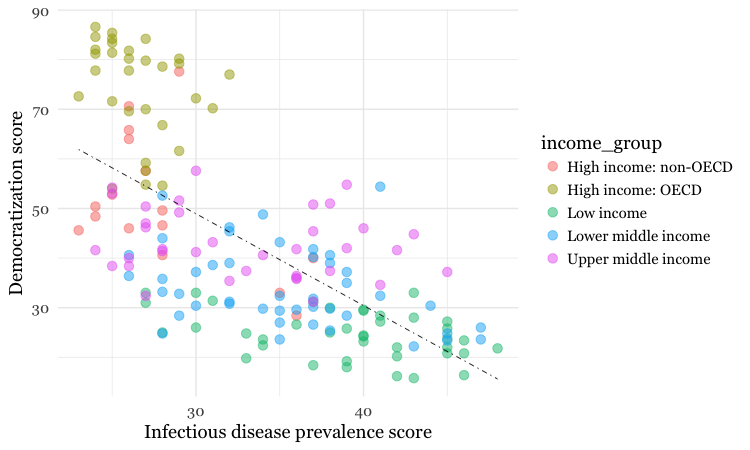 90
70
50
30
Democratization score
30
40
Infectious disease prevalence score
income_group
High income: non-OECD
High income: OECD
Low income
Lower middle income
Upper middle income